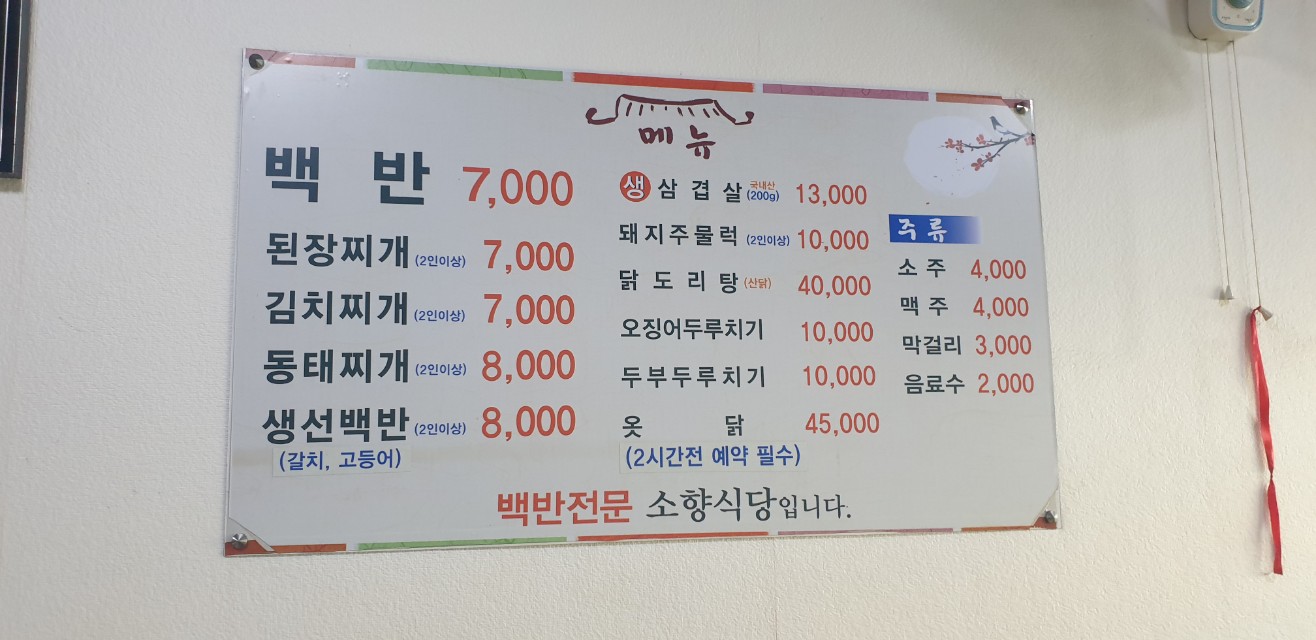 메뉴
백반 7,000
된장찌개 (2인이상) 7,000
김치찌개 (2인이상) 7,000
동태찌개 (2인이상) 8,000
생선백반 (2인이상) 8,000
(갈치, 고등어)
생삼겹살 국내산 (200g) 13,000
돼지주물럭 (2인이상) 10,000
닭도리탕 (산닭) 40,000
오징어두루치기 10,000
두부두루치기 10,000
옷닭 45,000
(2시간전 예약 필수)
주류
소주 4,000
맥주 4,000
막걸리 3,000
음료수 2,000
백반전문 소향식당입니다.